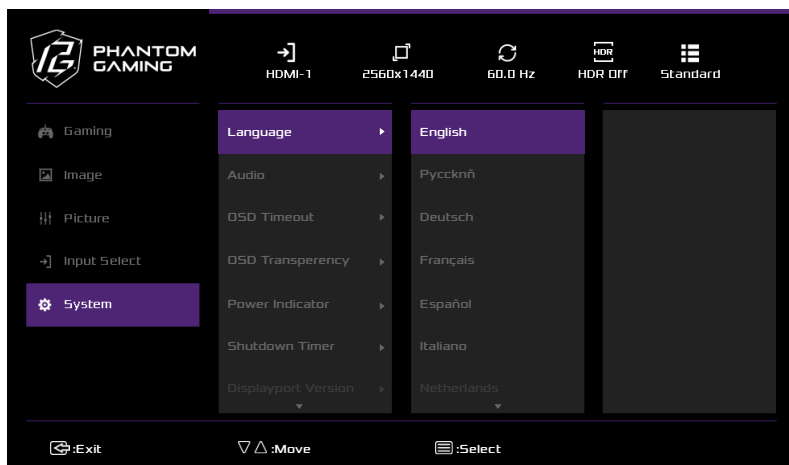 PHANTOM
GAMING
HDMI-1
2560x1440
60.0 Hz
HDR
HDR Off
Standard
Gaming
Image
Picture
Input Select
System
Language
Audio
OSD Timeout
OSD Transperency
Power Indicator
Shutdown Timer
Displayport Version
English
Русскnй
Deutsch
Français
Español
Italiano
Netherlands
:Exit
:Move
:Select